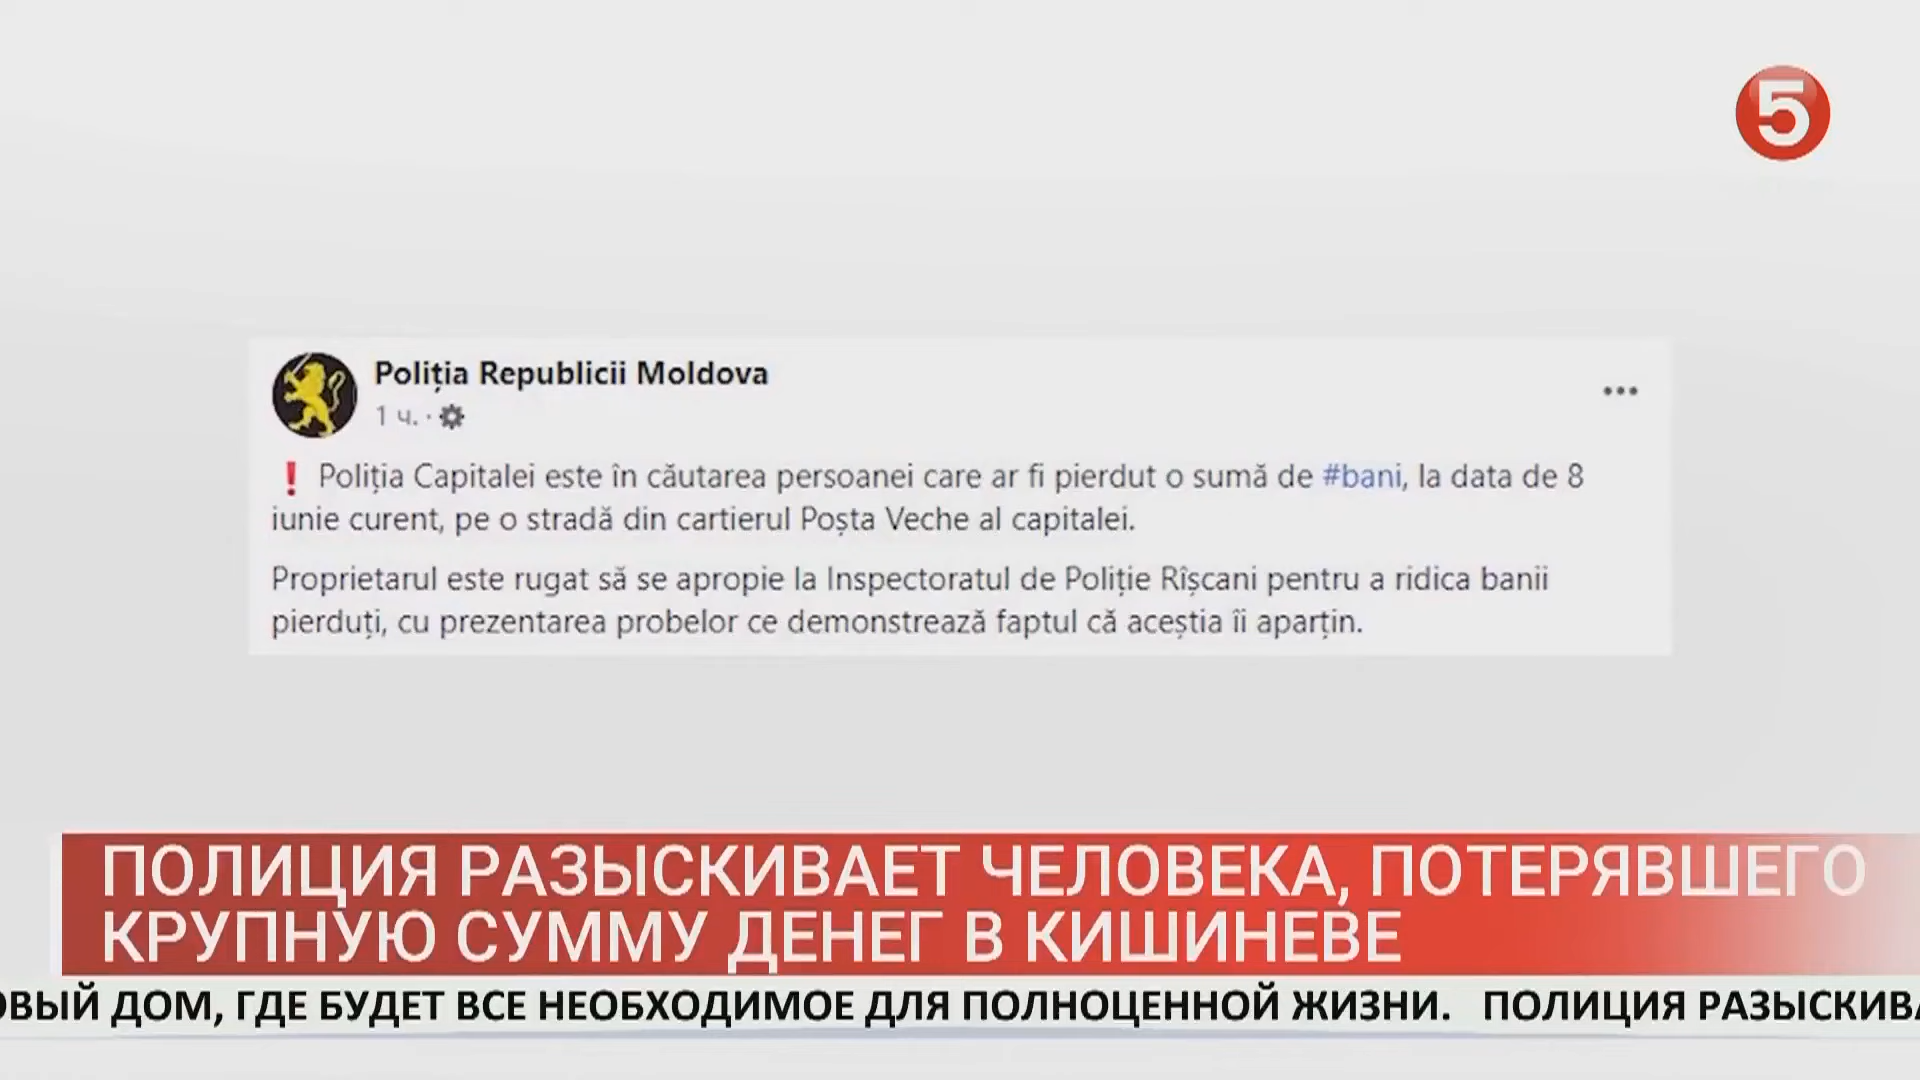 5
Poliția Republicii Moldova
1 ч. ·
❗ Poliția Capitalei este în căutarea persoanei care ar fi pierdut o sumă de #bani, la data de 8
iunie curent, pe o stradă din cartierul Poșta Veche al capitalei.
Proprietarul este rugat să se apropie la Inspectoratul de Poliție Rîșcani pentru a ridica banii
pierduți, cu prezentarea probelor ce demonstrează faptul că aceștia îi aparțin.
ПОЛИЦИЯ РАЗЫСКИВАЕТ ЧЕЛОВЕКА, ПОТЕРЯВШЕГО
КРУПНУЮ СУММУ ДЕНЕГ В КИШИНЕВЕ
ОВЫЙ ДОМ, ГДЕ БУДЕТ ВСЕ НЕОБХОДИМОЕ ДЛЯ ПОЛНОЦЕННОЙ ЖИЗНИ. ПОЛИЦИЯ РАЗЫСКИВА